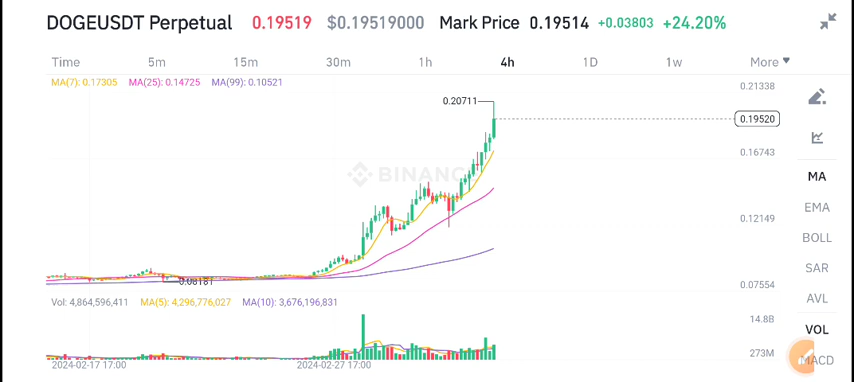 DOGEUSDT Perpetual 0.19519 $0.19519000 Mark Price 0.19514 +0.03803 +24.20%
Time 5m 15m 30m 1h 4h 1D 1w More
MA(7): 0.17305 MA(25): 0.14725 MA(99): 0.10521
0.21338
0.20711
0.19520
0.16743
BINANCE
0.12149
0.08181
0.07554
Vol: 4,864,596,411 MA(5): 4,296,776,027 MA(10): 3,676,196,831
14.8B
273M
2024-02-17 17:00 2024-02-27 17:00
MA
EMA
BOLL
SAR
AVL
VOL
MACD